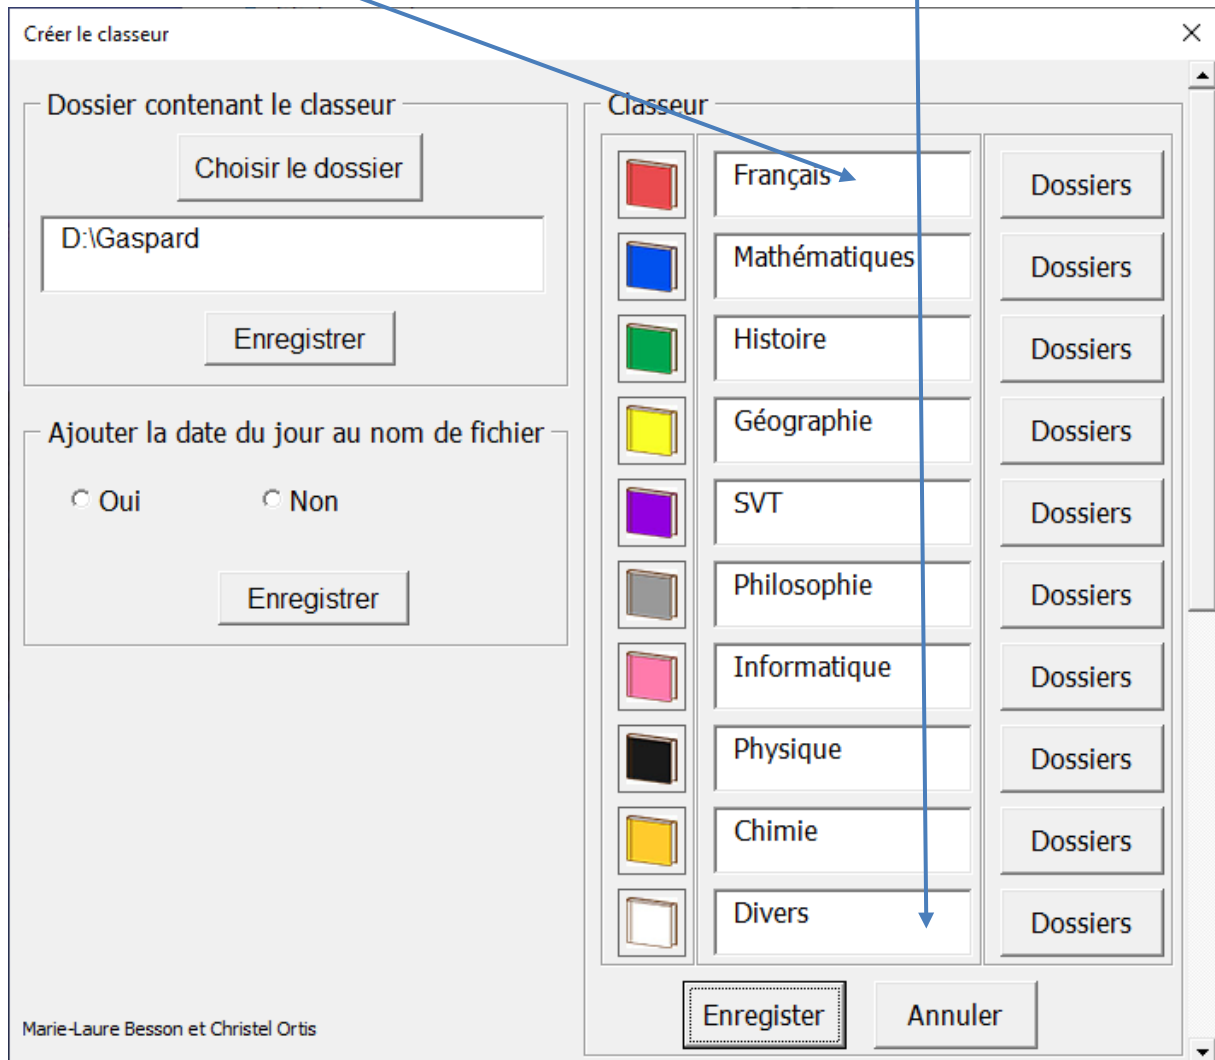 Créer le classeur
Dossier contenant le classeur
Choisir le dossier
D:\Gaspard
Enregistrer
Ajouter la date du jour au nom de fichier
Oui
Non
Enregistrer
Marie-Laure Besson et Christel Ortis
Classeur
Français
Dossiers
Mathématiques
Dossiers
Histoire
Dossiers
Géographie
Dossiers
SVT
Dossiers
Philosophie
Dossiers
Informatique
Dossiers
Physique
Dossiers
Chimie
Dossiers
Divers
Dossiers
Enregister
Annuler